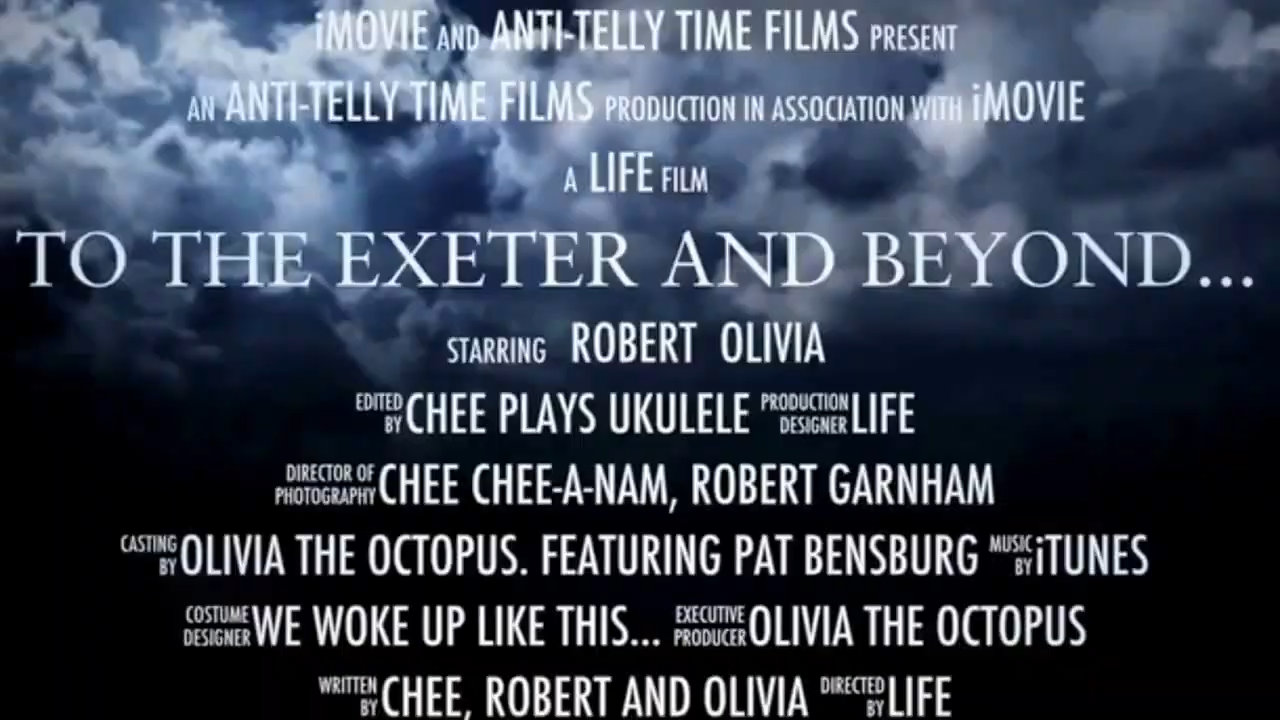 iMOVIE AND ANTI-TELLY TIME FILMS PRESENT
AN ANTI-TELLY TIME FILMS PRODUCTION IN ASSOCIATION WITH iMOVIE
A LIFE FILM
TO THE EXETER AND BEYOND...
STARRING ROBERT OLIVIA
EDITED BY CHEE PLAYS UKULELE PRODUCTION DESIGNER LIFE
DIRECTOR OF PHOTOGRAPHY CHEE CHEE-A-NAM, ROBERT GARNHAM
CASTING BY OLIVIA THE OCTOPUS. FEATURING PAT BENSBURG MUSIC BY iTUNES
COSTUME DESIGNER WE WOKE UP LIKE THIS... EXECUTIVE PRODUCER OLIVIA THE OCTOPUS
WRITTEN BY CHEE, ROBERT AND OLIVIA DIRECTED BY LIFE